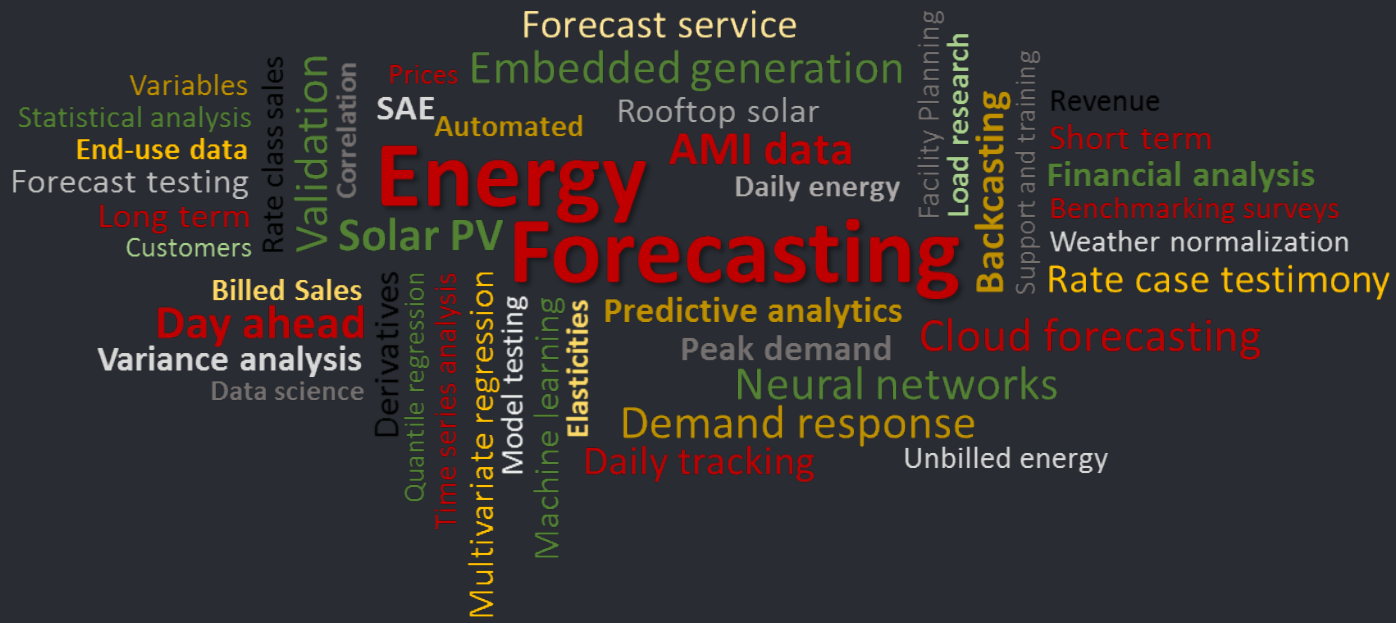 Forecast service
Embedded generation
Prices
Rooftop solar
SAE
Automated
AMI data
Energy
Daily energy
Forecasting
Solar PV
Variables
Statistical analysis
End-use data
Forecast testing
Long term
Customers
Rate class sales
Validation
Correlation
Facility Planning
Load research
Backcasting
Support and training
Revenue
Short term
Financial analysis
Benchmarking surveys
Weather normalization
Rate case testimony
Billed Sales
Day ahead
Variance analysis
Data science
Derivatives
Quantile regression
Time series analysis
Multivariate regression
Model testing
Machine learning
Elasticities
Predictive analytics
Peak demand
Cloud forecasting
Neural networks
Demand response
Daily tracking
Unbilled energy